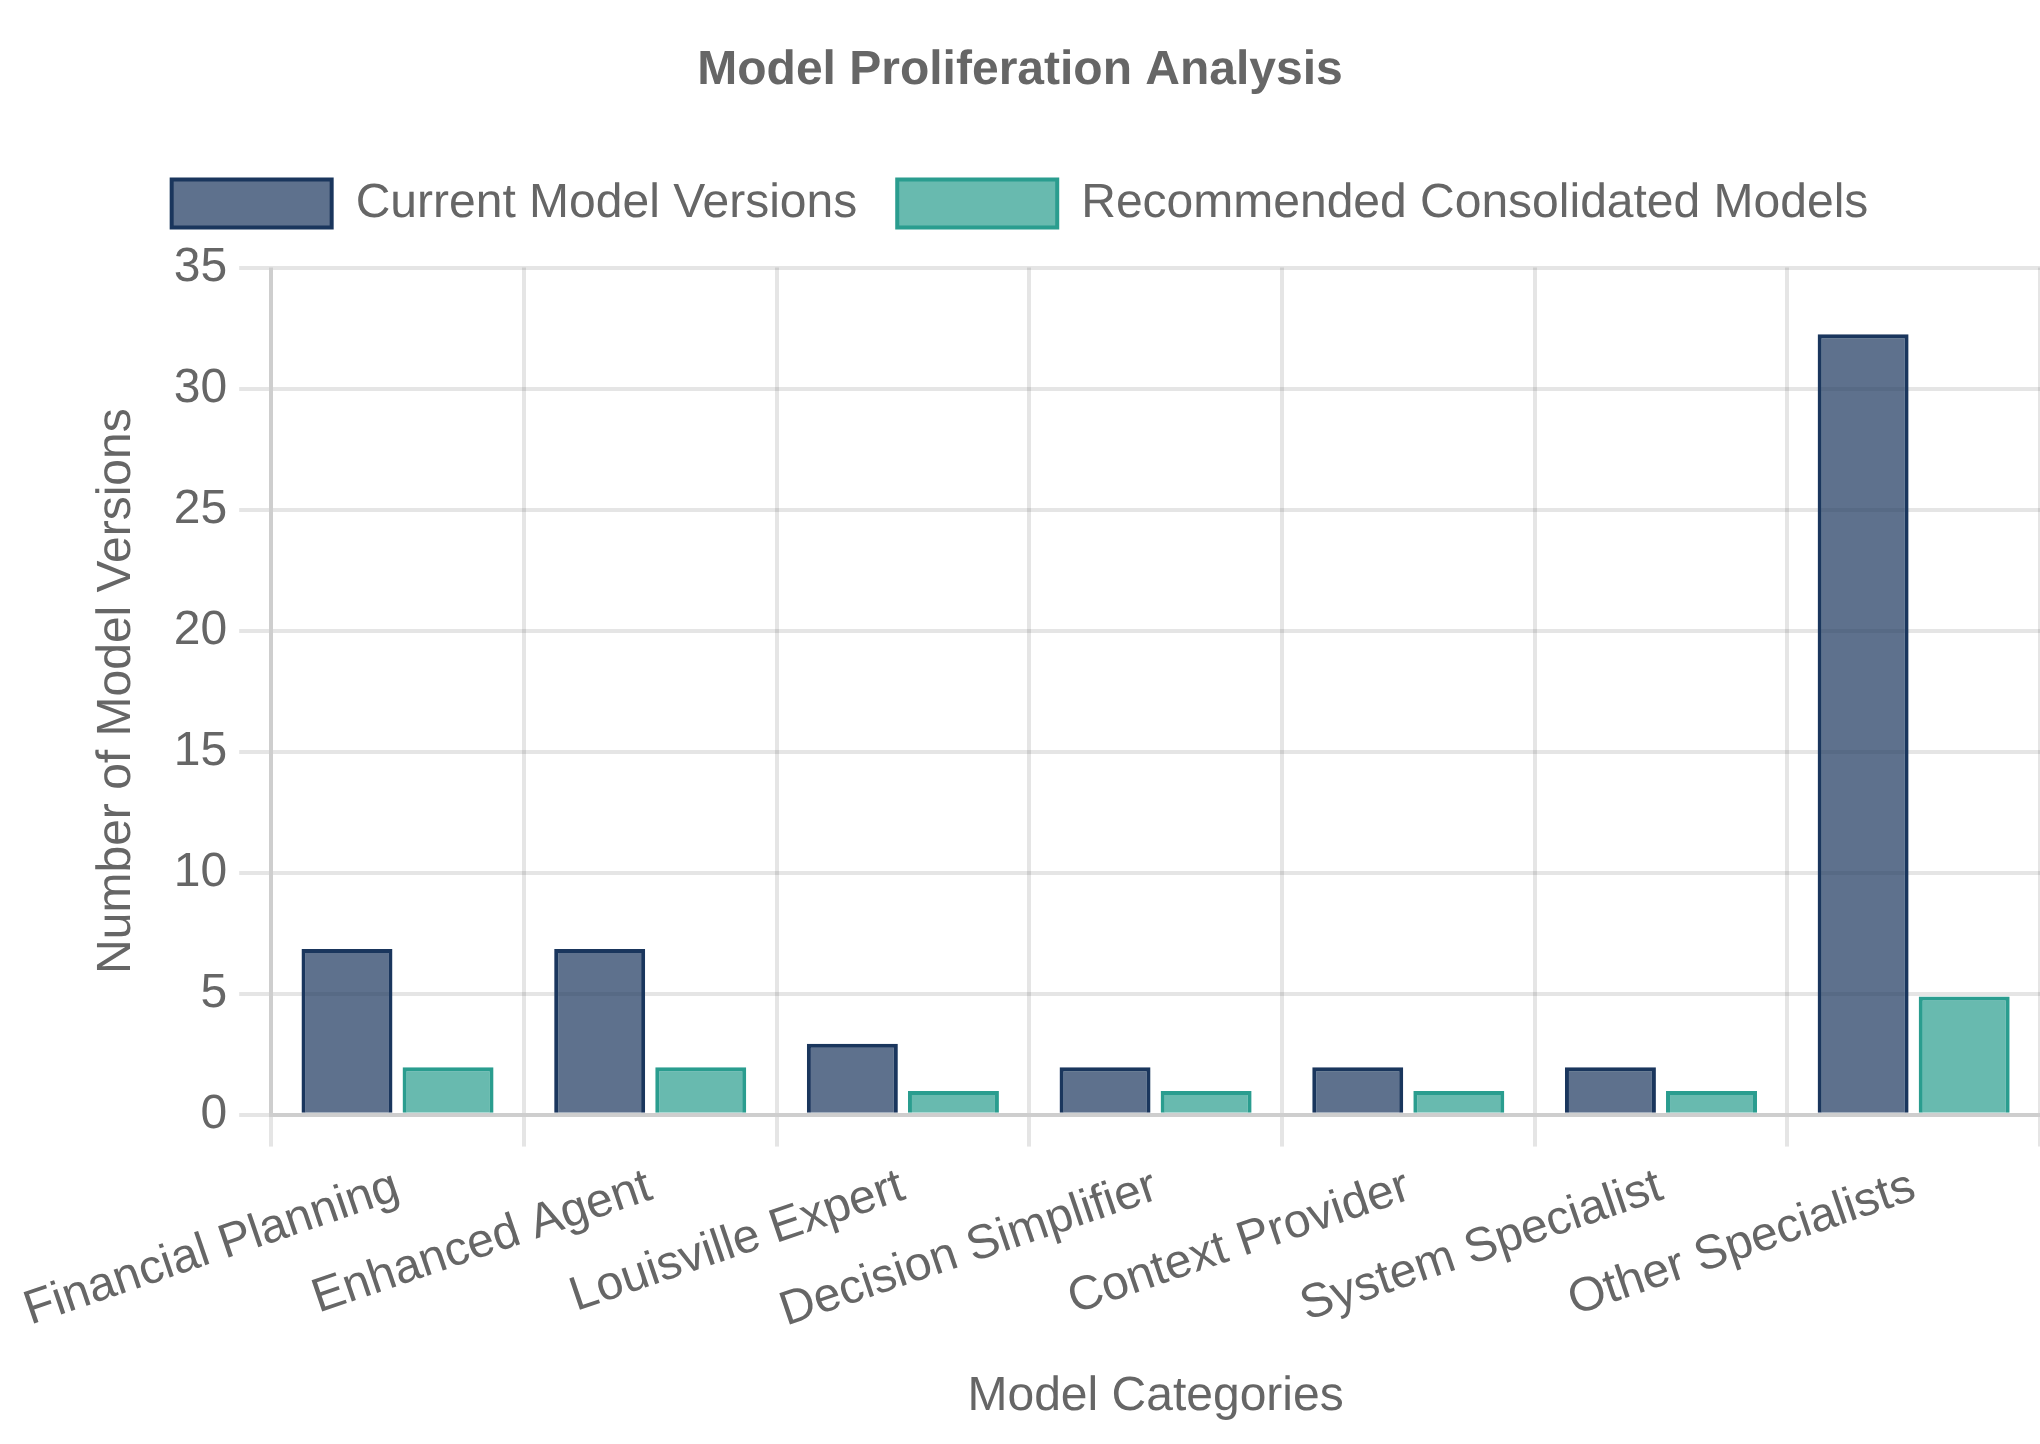 Model Proliferation Analysis
Current Model Versions
Recommended Consolidated Models
35
30
25
20
15
10
5
0
Number of Model Versions
Financial Planning
Enhanced Agent
Louisville Expert
Decision Simplifier
Context Provider
System Specialist
Other Specialists
Model Categories